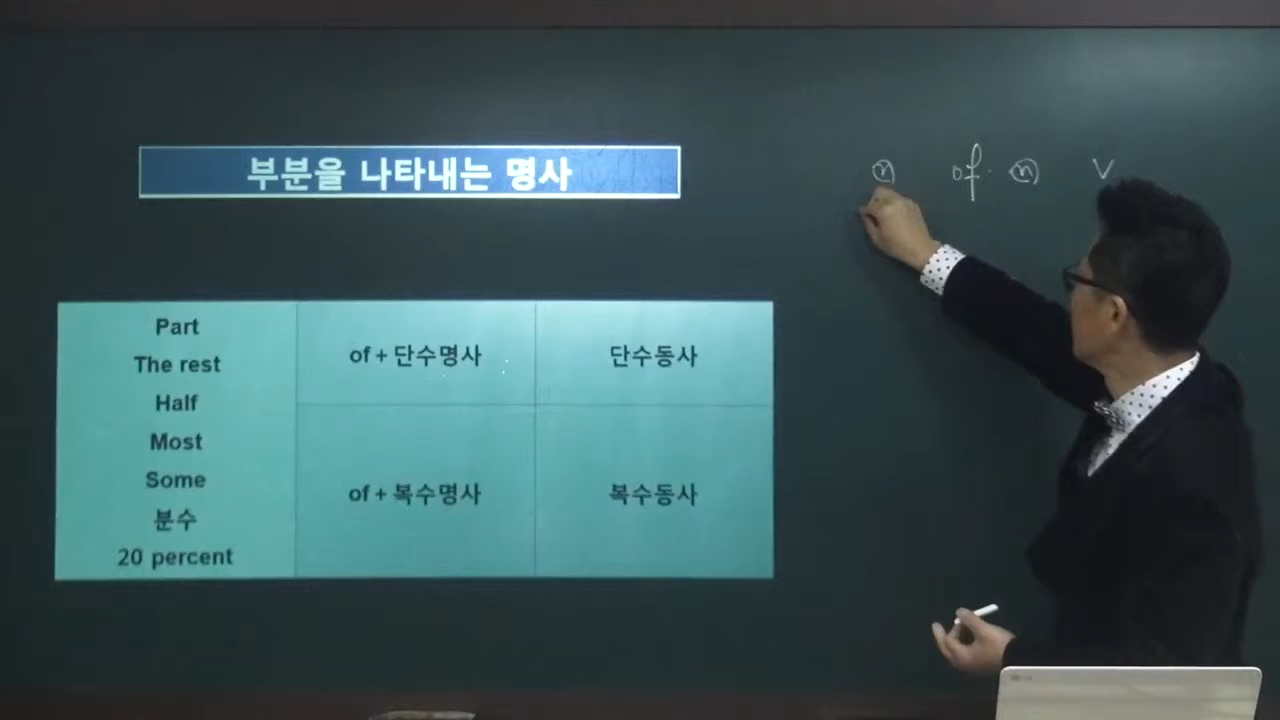 부분을 나타내는 명사
ⓝ of ⓝ V
Part
The rest
Half
Most
Some
분수
20 percent
of + 단수명사
단수동사
of + 복수명사
복수동사
LG